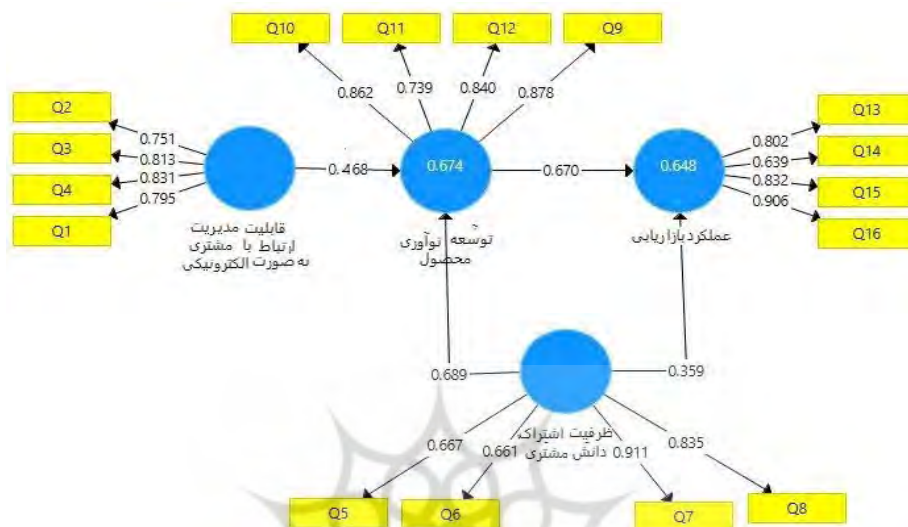 Q10
Q11
Q12
Q9
0.862
0.739
0.840
0.878
Q2
Q3
Q4
Q1
0.751
0.813
0.831
0.795
0.468
0.674
0.670
0.648
0.802
0.639
0.832
0.906
Q13
Q14
Q15
Q16
قابلیت مدیریت
ارتباط با مشتری
به صورت الکترونیکی
توسعه نوآوری
محصول
عملکرد بازاریابی
0.689
0.359
ظرفیت اشتراک
دانش مشتری
0.667
0.661
0.911
0.835
Q5
Q6
Q7
Q8